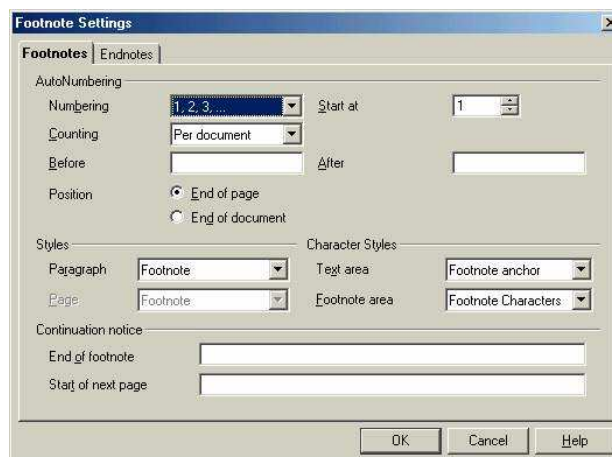 Footnote Settings
Footnotes Endnotes
AutoNumbering
Numbering 1, 2, 3, ... Start at 1
Counting Per document
Before After
Position End of page
End of document
Styles Character Styles
Paragraph Footnote Text area Footnote anchor
Page Footnote Footnote area Footnote Characters
Continuation notice
End of footnote
Start of next page
OK Cancel Help